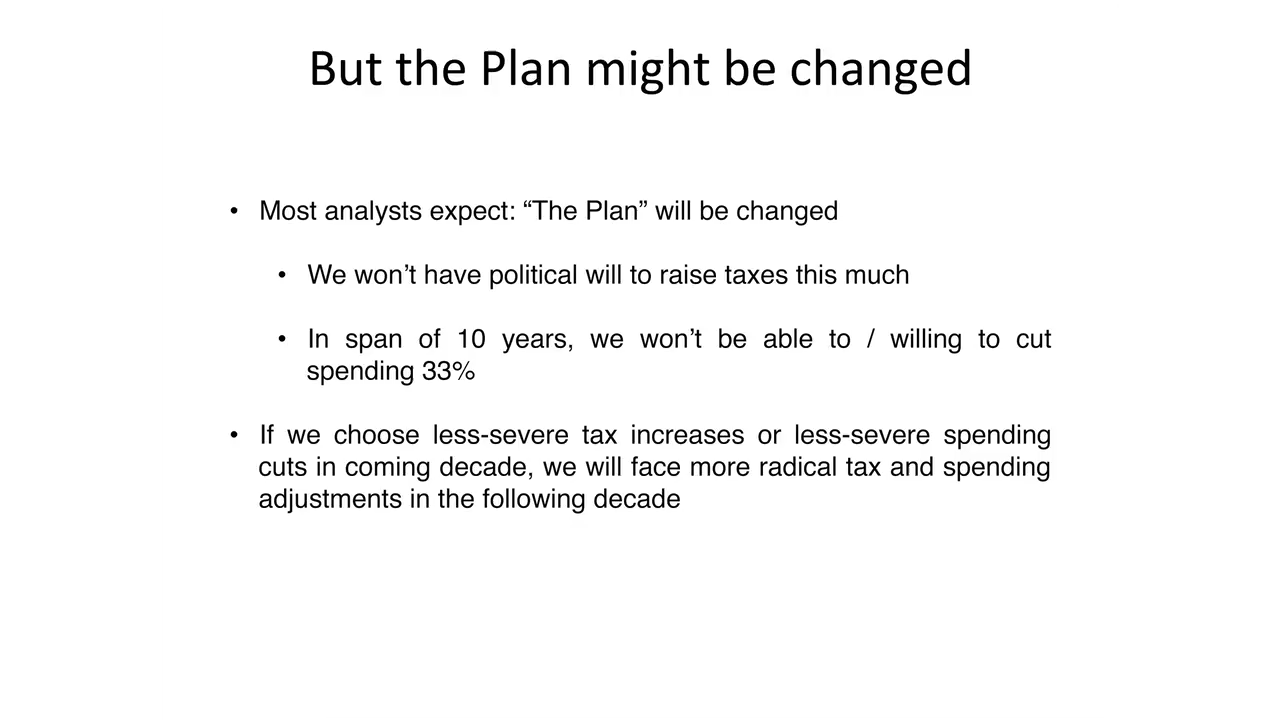 But the Plan might be changed
• Most analysts expect: “The Plan” will be changed
• We won’t have political will to raise taxes this much
• In span of 10 years, we won’t be able to / willing to cut
spending 33%
• If we choose less-severe tax increases or less-severe spending
cuts in coming decade, we will face more radical tax and spending
adjustments in the following decade